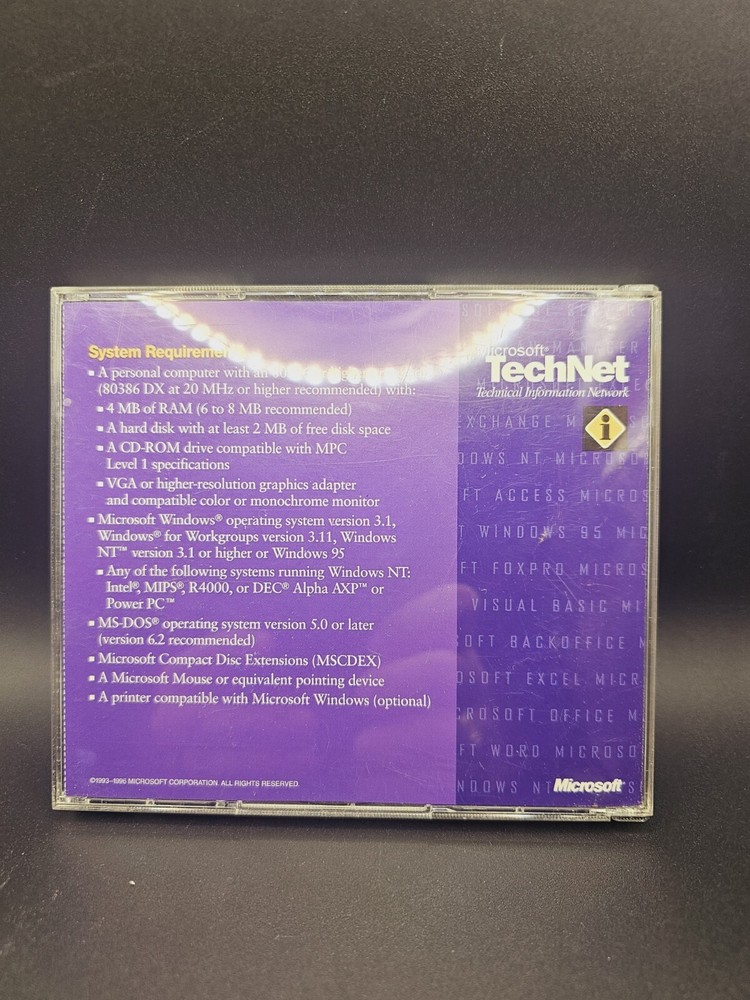 System Requiremen
A personal computer with an
(80386 DX at 20 MHz or higher recommended) with:
4 MB of RAM (6 to 8 MB recommended)
A hard disk with at least 2 MB of free disk space
A CD-ROM drive compatible with MPC
Level 1 specifications
VGA or higher-resolution graphics adapter
and compatible color or monochrome monitor
Microsoft Windows® operating system version 3.1,
Windows® for Workgroups version 3.11, Windows
NT™ version 3.1 or higher or Windows 95
Any of the following systems running Windows NT:
Intel®, MIPS®, R4000, or DEC® Alpha AXP™ or
Power PC™
MS-DOS® operating system version 5.0 or later
(version 6.2 recommended)
Microsoft Compact Disc Extensions (MSCDEX)
A Microsoft Mouse or equivalent pointing device
A printer compatible with Microsoft Windows (optional)
©1993–1995 MICROSOFT CORPORATION. ALL RIGHTS RESERVED.
Microsoft®
TechNet
Technical Information Network
i
MANAGER
EXCHANGE M
DOWS NT MICROSO
FT ACCESS MICROS
T WINDOWS 95 MIC
FT FOXPRO MICROS
VISUAL BASIC MI
SOFT BACKOFFICE M
OSOFT EXCEL MICR
CROSOFT OFFICE M
FT WORD MICROSO
NDOWS NT
Microsoft®